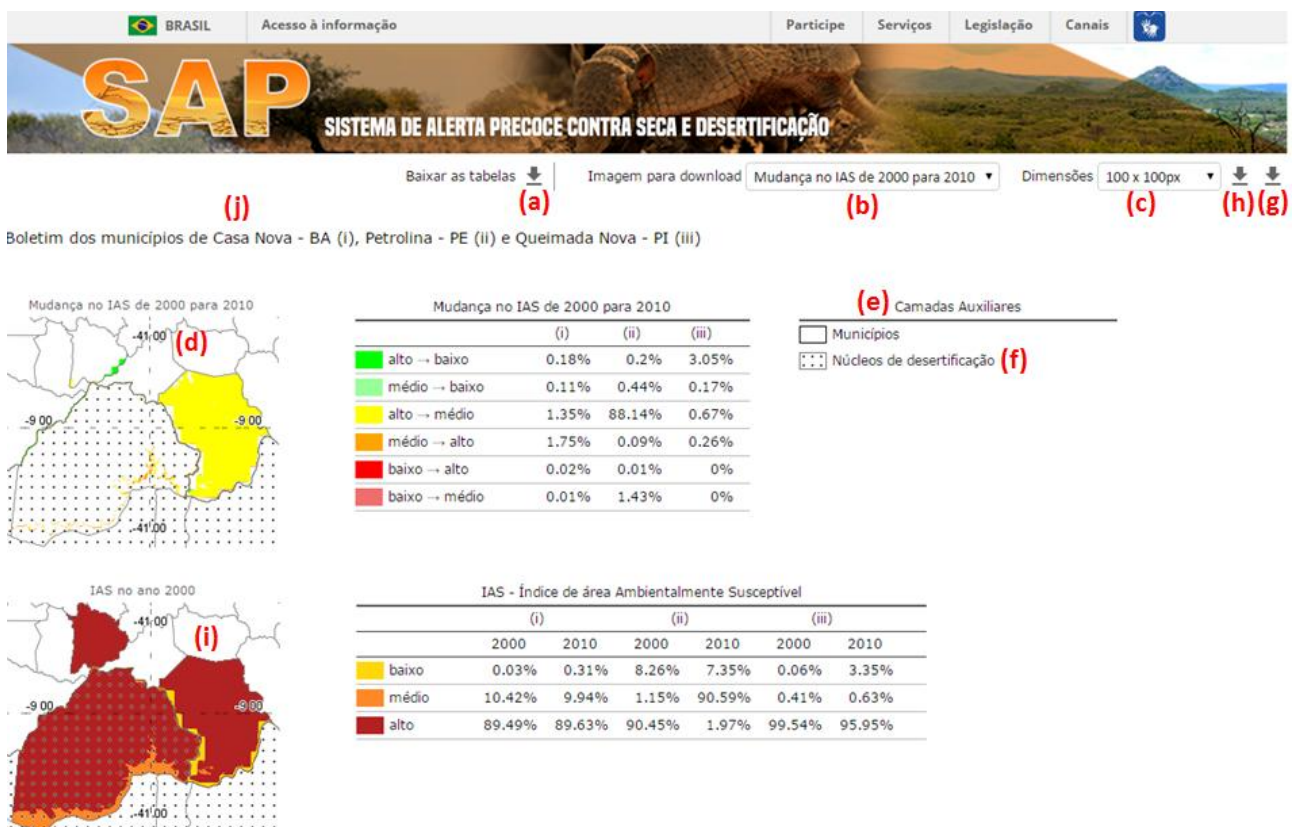 BRASIL Acesso à informação Participe Serviços Legislação Canais
SAP
SISTEMA DE ALERTA PRECOCE CONTRA SECA E DESERTIFICAÇÃO
Baixar as tabelas Imagem para download Mudança no IAS de 2000 para 2010 Dimensões 100 x 100px
(j) (a) (b) (c) (h) (g)
Boletim dos municípios de Casa Nova - BA (i), Petrolina - PE (ii) e Queimada Nova - PI (iii)
Mudança no IAS de 2000 para 2010
-41 00 (d)
-9 00 -9 00
-41 00
Mudança no IAS de 2000 para 2010
(i) (ii) (iii)
alto → baixo 0.18% 0.2% 3.05%
médio → baixo 0.11% 0.44% 0.17%
alto → médio 1.35% 88.14% 0.67%
médio → alto 1.75% 0.09% 0.26%
baixo → alto 0.02% 0.01% 0%
baixo → médio 0.01% 1.43% 0%
(e) Camadas Auxiliares
Municípios
Núcleos de desertificação (f)
IAS no ano 2000
-41 00
(i)
-9 00 -9 00
-41 00
IAS - Índice de área Ambientalmente Susceptível
(i) (ii) (iii)
2000 2010 2000 2010 2000 2010
baixo 0.03% 0.31% 8.26% 7.35% 0.06% 3.35%
médio 10.42% 9.94% 1.15% 90.59% 0.41% 0.63%
alto 89.49% 89.63% 90.45% 1.97% 99.54% 95.95%